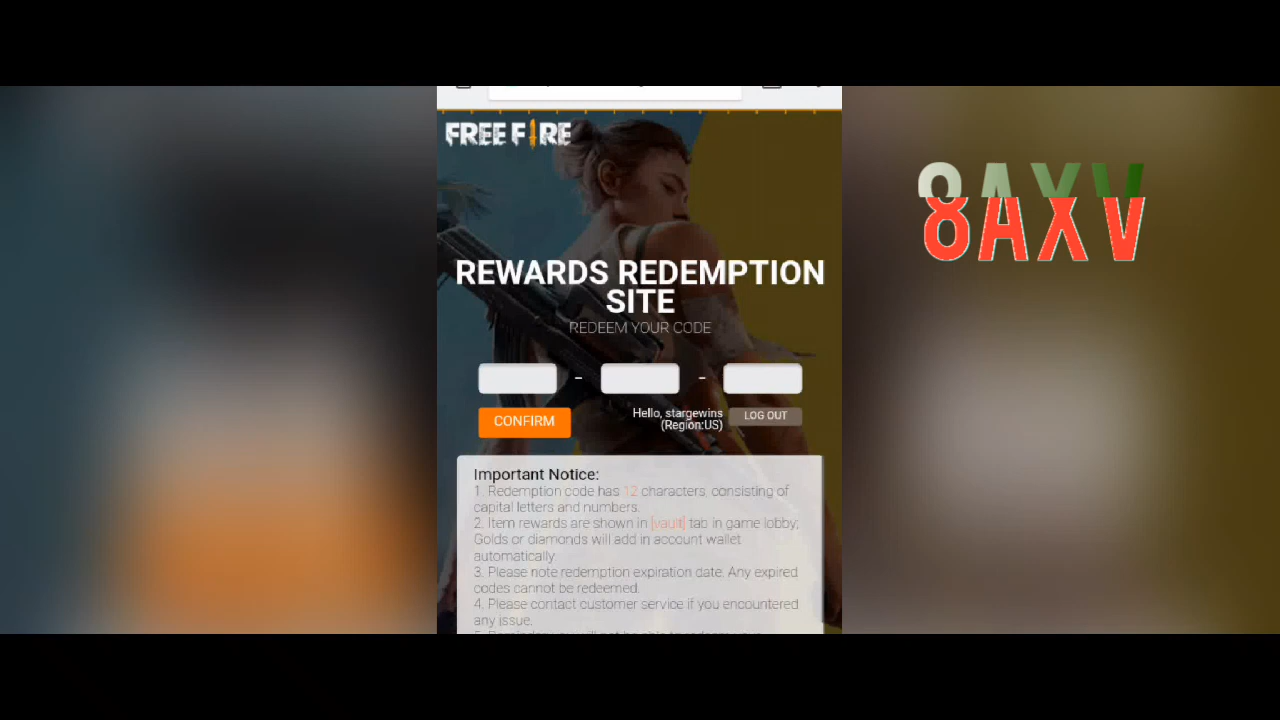 FREE FIRE
8AXV
REWARDS REDEMPTION
SITE
REDEEM YOUR CODE
- -
CONFIRM
Hello, stargewins
(Region:US)
LOG OUT
Important Notice:
1. Redemption code has 12 characters, consisting of
capital letters and numbers.
2. Item rewards are shown in [vault] tab in game lobby;
Golds or diamonds will add in account wallet
automatically.
3. Please note redemption expiration date. Any expired
codes cannot be redeemed.
4. Please contact customer service if you encountered
any issue.